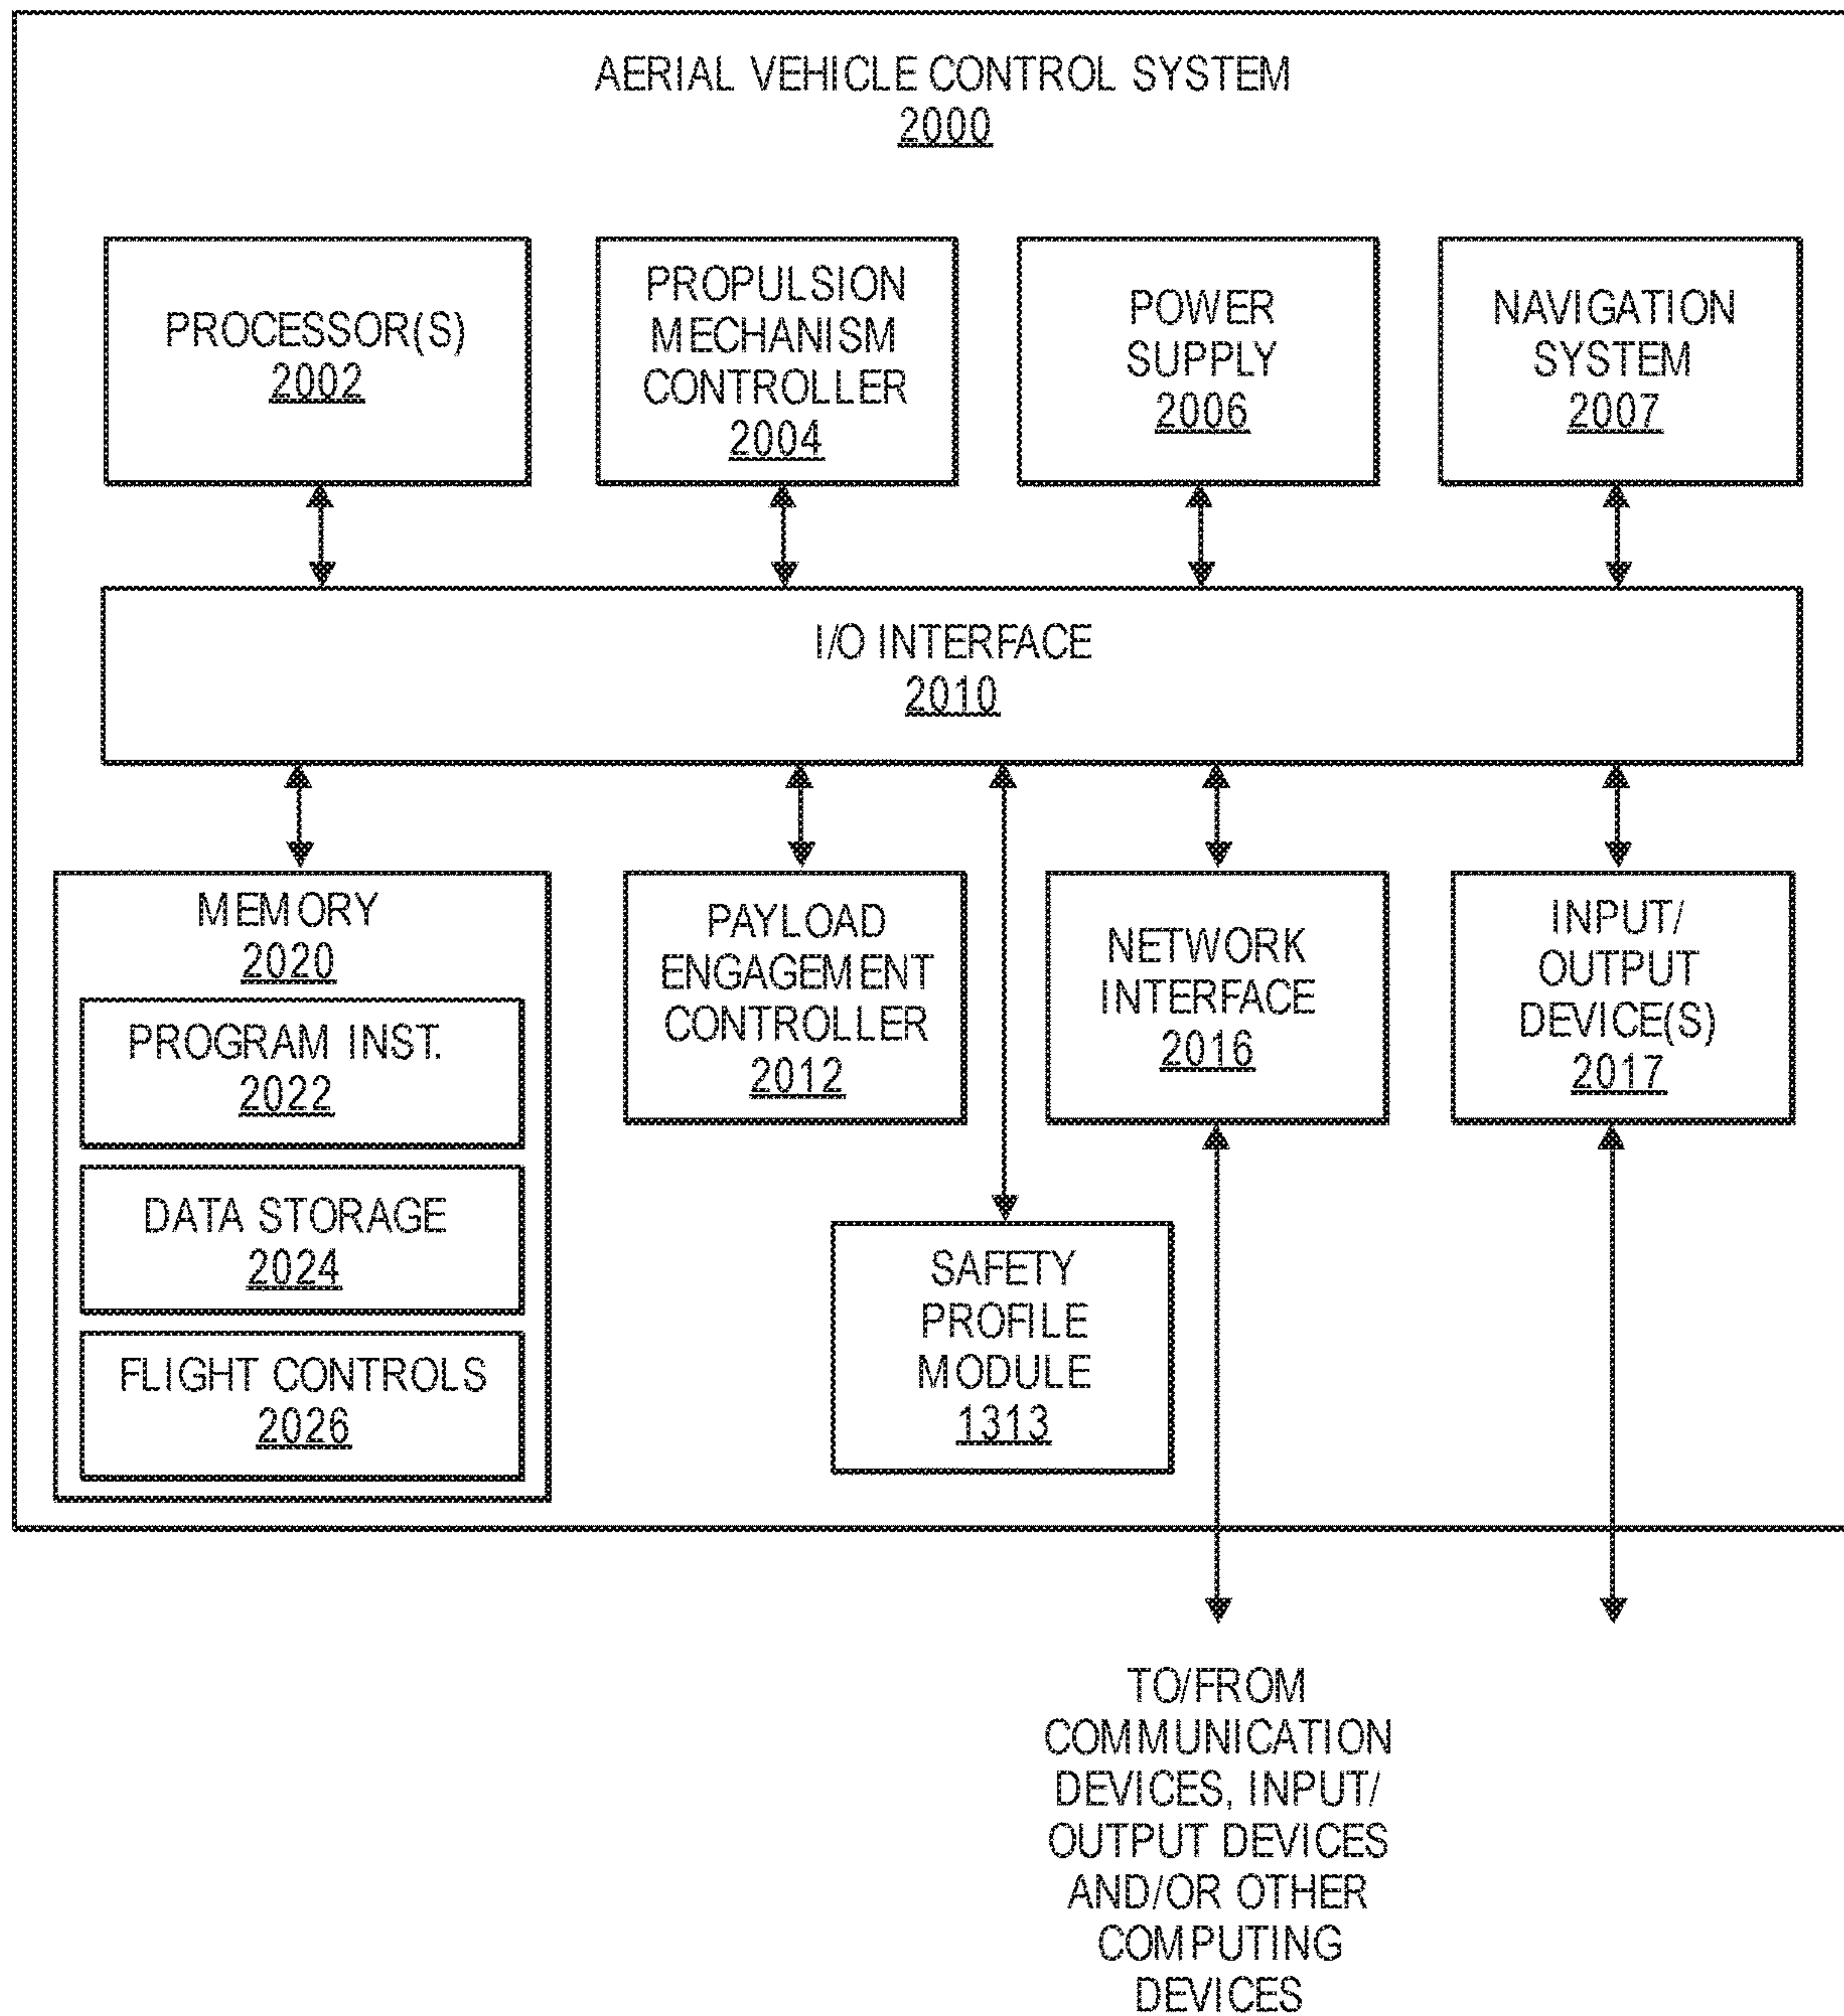 AERIAL VEHICLE CONTROL SYSTEM
2000
PROCESSOR(S)
2002
PROPULSION
MECHANISM
CONTROLLER
2004
POWER
SUPPLY
2006
NAVIGATION
SYSTEM
2007
I/O INTERFACE
2010
MEMORY
2020
PROGRAM INST.
2022
DATA STORAGE
2024
FLIGHT CONTROLS
2026
PAYLOAD
ENGAGEMENT
CONTROLLER
2012
SAFETY
PROFILE
MODULE
1313
NETWORK
INTERFACE
2016
INPUT/
OUTPUT
DEVICE(S)
2017
TO/FROM
COMMUNICATION
DEVICES, INPUT/
OUTPUT DEVICES
AND/OR OTHER
COMPUTING
DEVICES